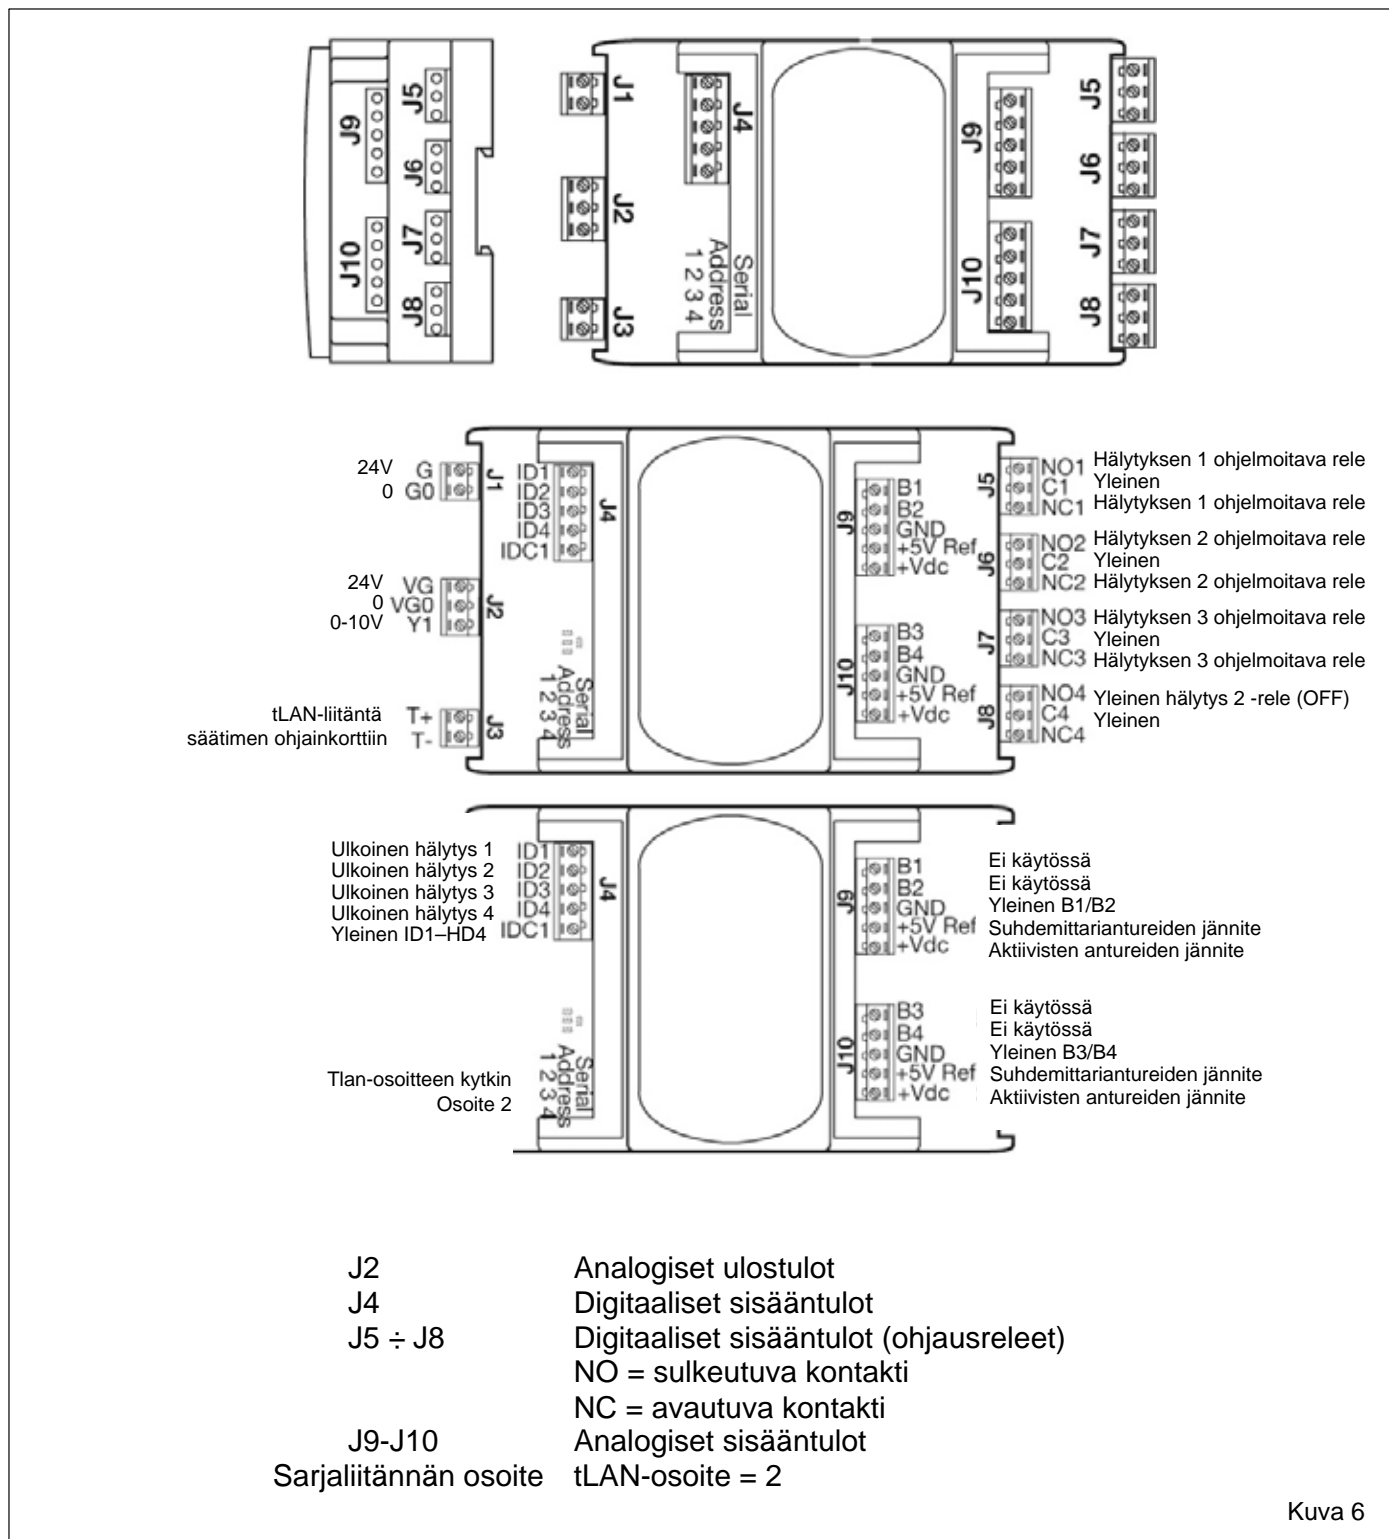 J9
J10
J5
J6
J7
J8
J1
J2
J3
J4
Serial
Address
1 2 3 4
J9
J10
J5
J6
J7
J8
24V G
0 G0
J1
24V VG
0 VG0
0-10V Y1
J2
tLAN-liitäntä T+
säätimen ohjainkorttiin T-
J3
ID1
ID2
ID3
ID4
IDC1
J4
Serial
Address
1 2 3 4
J9
B1
B2
GND
+5V Ref
+Vdc
J10
B3
B4
GND
+5V Ref
+Vdc
J5
NO1 Hälytyksen 1 ohjelmoitava rele
C1 Yleinen
NC1 Hälytyksen 1 ohjelmoitava rele
J6
NO2 Hälytyksen 2 ohjelmoitava rele
C2 Yleinen
NC2 Hälytyksen 2 ohjelmoitava rele
J7
NO3 Hälytyksen 3 ohjelmoitava rele
C3 Yleinen
NC3 Hälytyksen 3 ohjelmoitava rele
J8
NO4 Yleinen hälytys 2 -rele (OFF)
C4 Yleinen
NC4
Ulkoinen hälytys 1 ID1
Ulkoinen hälytys 2 ID2
Ulkoinen hälytys 3 ID3
Ulkoinen hälytys 4 ID4
Yleinen ID1–HD4 IDC1
J4
Tlan-osoitteen kytkin
Osoite 2
Serial
Address
1 2 3 4
J9
B1 Ei käytössä
B2 Ei käytössä
GND Yleinen B1/B2
+5V Ref Suhdemittariantureiden jännite
+Vdc Aktiivisten antureiden jännite
J10
B3 Ei käytössä
B4 Ei käytössä
GND Yleinen B3/B4
+5V Ref Suhdemittariantureiden jännite
+Vdc Aktiivisten antureiden jännite
J2 Analogiset ulostulot
J4 Digitaaliset sisääntulot
J5 ÷ J8 Digitaaliset sisääntulot (ohjausreleet)
NO = sulkeutuva kontakti
NC = avautuva kontakti
J9-J10 Analogiset sisääntulot
Sarjaliitännän osoite tLAN-osoite = 2
Kuva 6